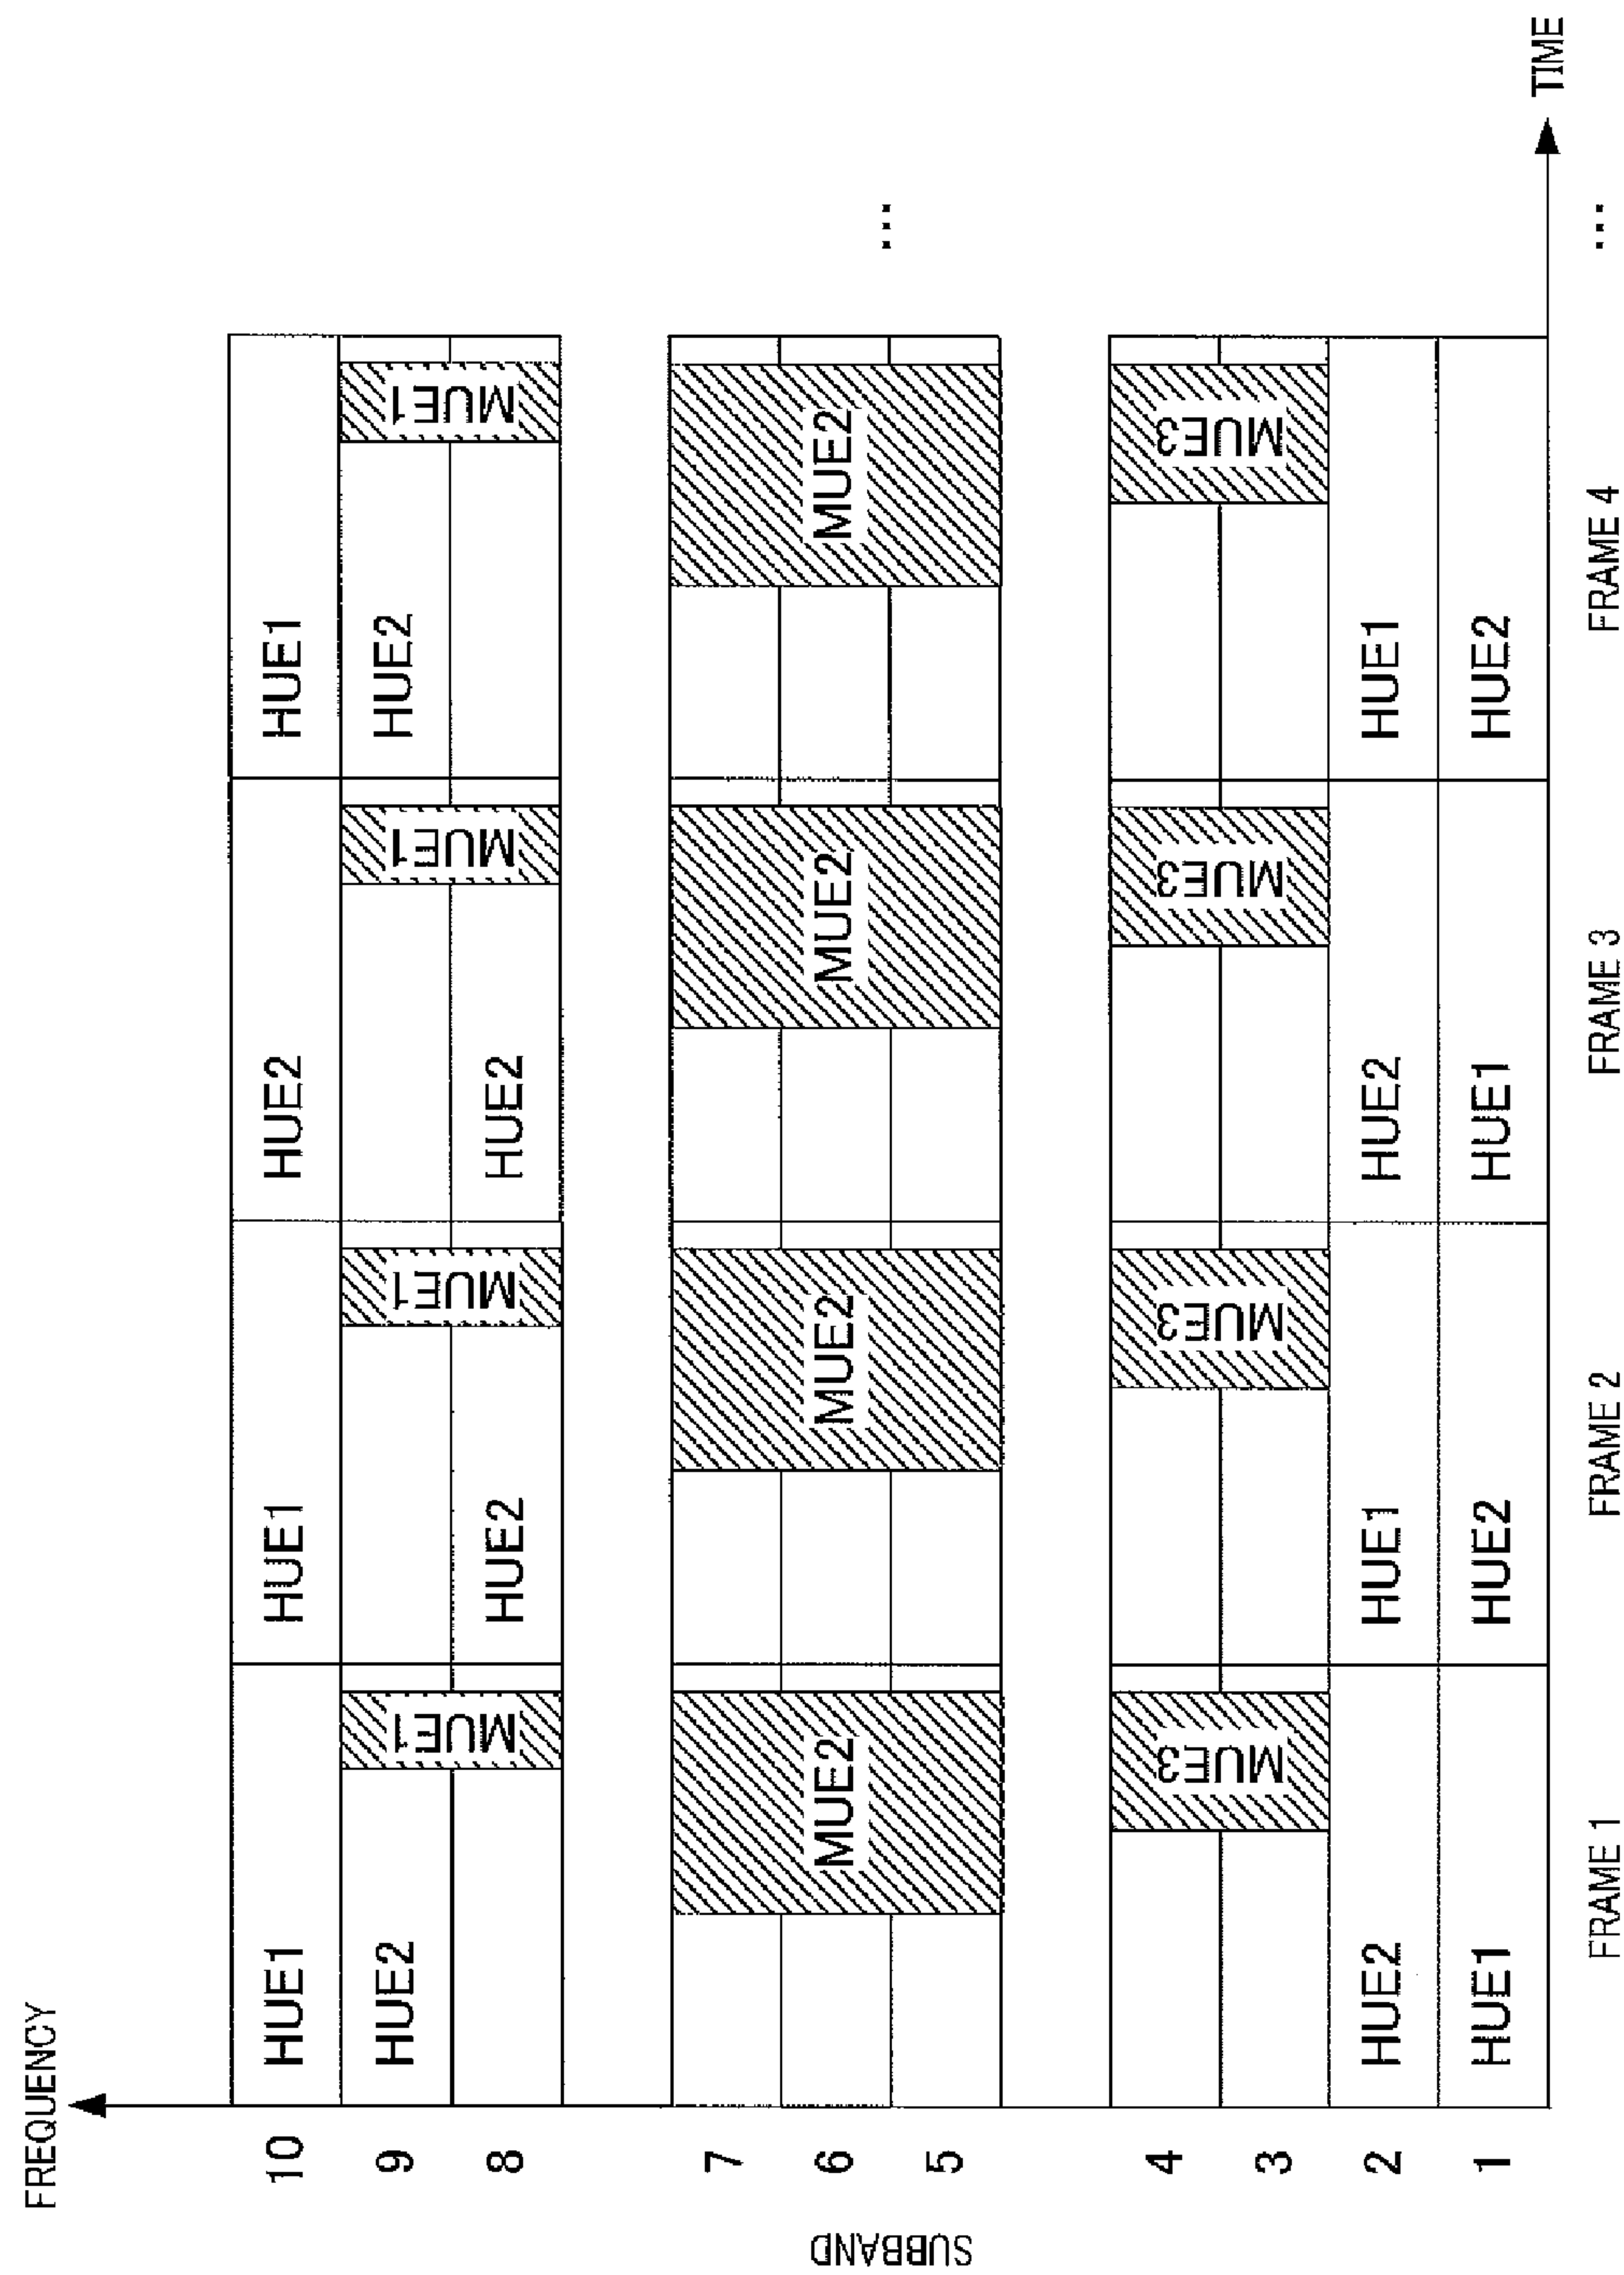 FREQUENCY
SUBBAND
10 HUE1 HUE1 HUE2 HUE1
9 HUE2 HUE2
MUE1 MUE1 MUE1 MUE1
8 HUE2 HUE2
7
6 MUE2 MUE2 MUE2 MUE2 ...
5
4
MUE3 MUE3 MUE3 MUE3
3
2 HUE2 HUE1 HUE2 HUE1
1 HUE1 HUE2 HUE1 HUE2
TIME
FRAME 1 FRAME 2 FRAME 3 FRAME 4 ...